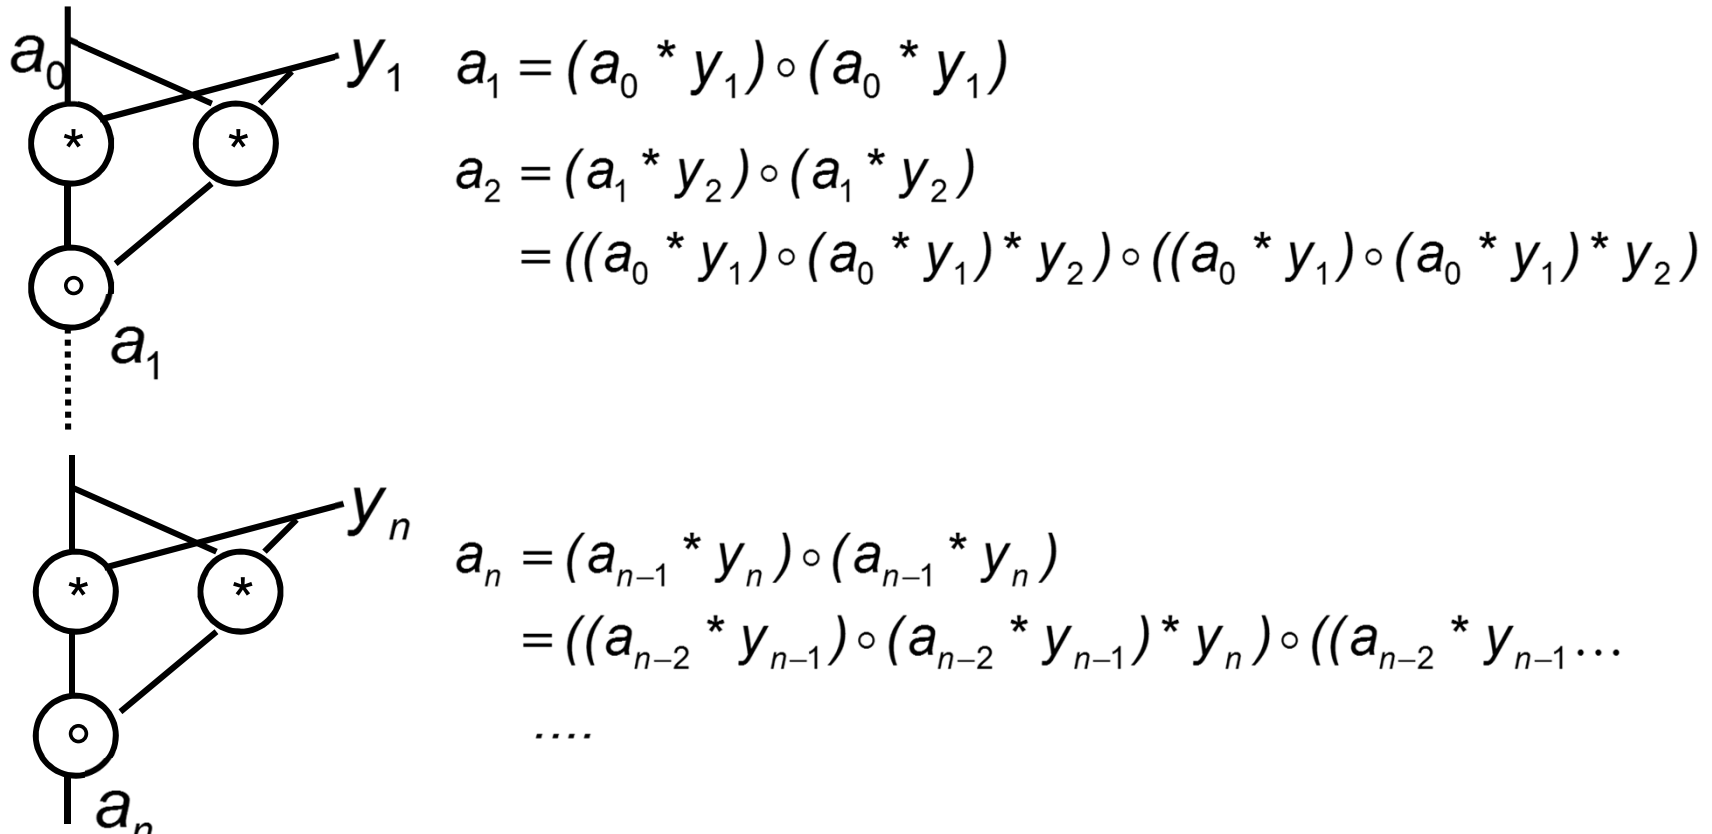 a₀ y₁ a₁ = (a₀ * y₁) ∘ (a₀ * y₁)
* *
a₂ = (a₁ * y₂) ∘ (a₁ * y₂)
= ((a₀ * y₁) ∘ (a₀ * y₁) * y₂) ∘ ((a₀ * y₁) ∘ (a₀ * y₁) * y₂)
∘
a₁
yₙ
* *
aₙ = (aₙ₋₁ * yₙ) ∘ (aₙ₋₁ * yₙ)
= ((aₙ₋₂ * yₙ₋₁) ∘ (aₙ₋₂ * yₙ₋₁) * yₙ) ∘ ((aₙ₋₂ * yₙ₋₁ ...
∘
....
aₙ